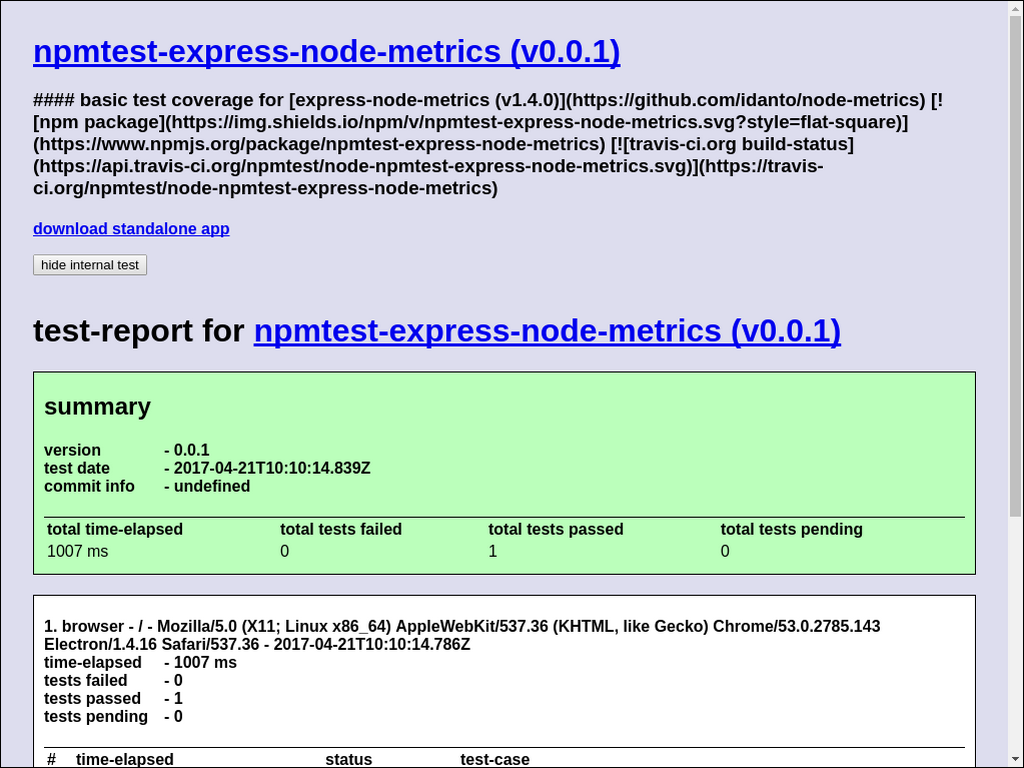 npmtest-express-node-metrics (v0.0.1)
#### basic test coverage for [express-node-metrics (v1.4.0)](https://github.com/idanto/node-metrics) [!
[npm package](https://img.shields.io/npm/v/npmtest-express-node-metrics.svg?style=flat-square)]
(https://www.npmjs.org/package/npmtest-express-node-metrics) [![travis-ci.org build-status]
(https://api.travis-ci.org/npmtest/node-npmtest-express-node-metrics.svg)](https://travis-
ci.org/npmtest/node-npmtest-express-node-metrics)
download standalone app
hide internal test
test-report for npmtest-express-node-metrics (v0.0.1)
summary
version - 0.0.1
test date - 2017-04-21T10:10:14.839Z
commit info - undefined
total time-elapsed total tests failed total tests passed total tests pending
1007 ms 0 1 0
1. browser - / - Mozilla/5.0 (X11; Linux x86_64) AppleWebKit/537.36 (KHTML, like Gecko) Chrome/53.0.2785.143
Electron/1.4.16 Safari/537.36 - 2017-04-21T10:10:14.786Z
time-elapsed - 1007 ms
tests failed - 0
tests passed - 1
tests pending - 0
# time-elapsed status test-case